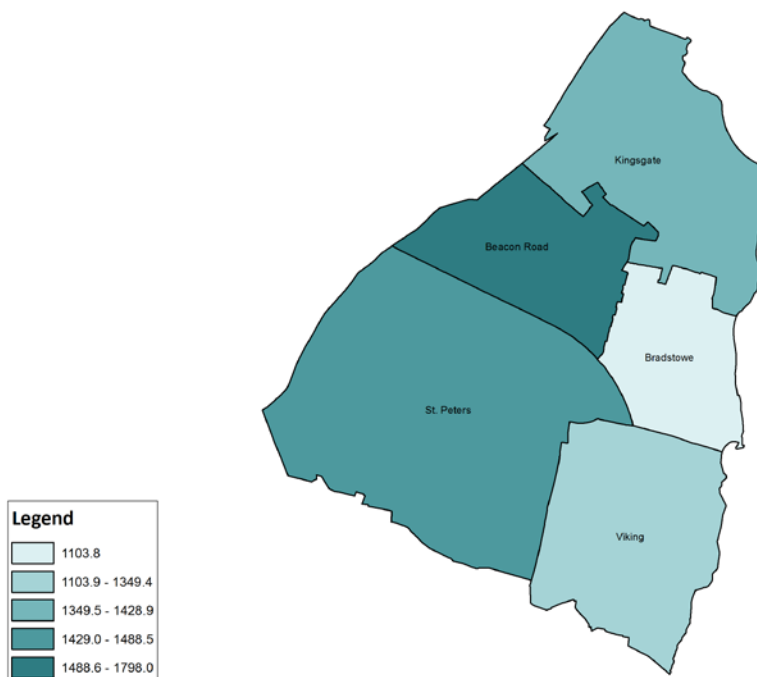 Kingsgate
Beacon Road
Bradstowe
St. Peters
Viking
Legend
1103.8
1103.9 - 1349.4
1349.5 - 1428.9
1429.0 - 1488.5
1488.6 - 1798.0